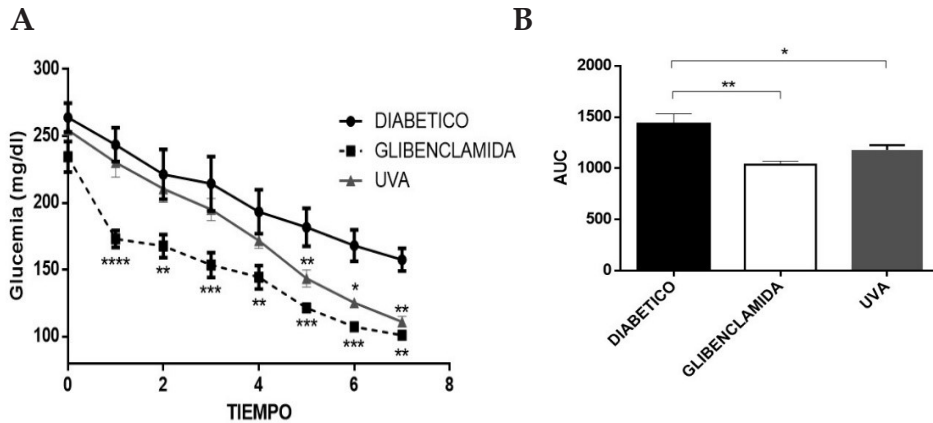 A
B
300
250
200
150
100
Glucemia (mg/dl)
DIABETICO
GLIBENCLAMIDA
UVA
****
**
***
**
**
***
*
***
**
**
0
2
4
6
8
TIEMPO
*
**
2000
1500
1000
500
0
AUC
DIABETICO
GLIBENCLAMIDA
UVA